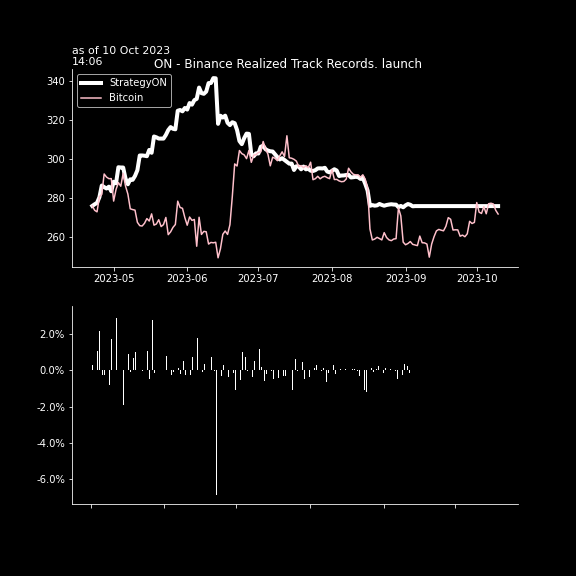 as of 10 Oct 2023
14:06
ON - Binance Realized Track Records. launch
StrategyON
Bitcoin
340
320
300
280
260
2023-05 2023-06 2023-07 2023-08 2023-09 2023-10
2.0%
0.0%
-2.0%
-4.0%
-6.0%